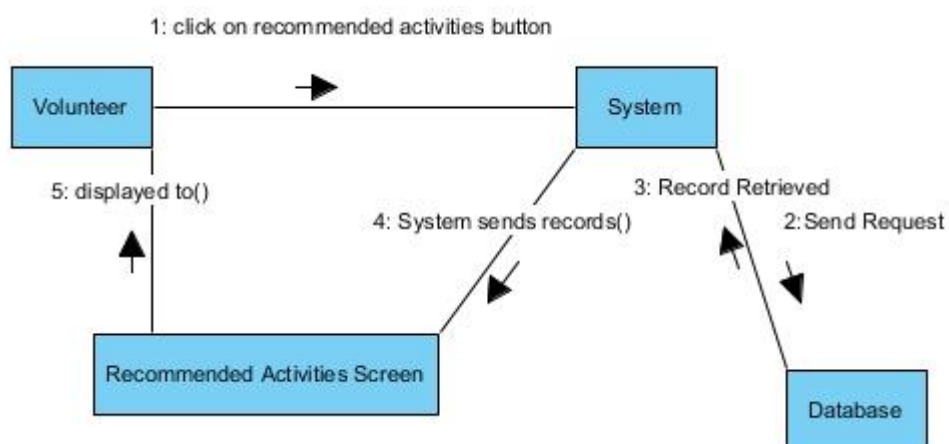 1: click on recommended activities button
Volunteer
System
5: displayed to()
3: Record Retrieved
4: System sends records()
2:Send Request
Recommended Activities Screen
Database